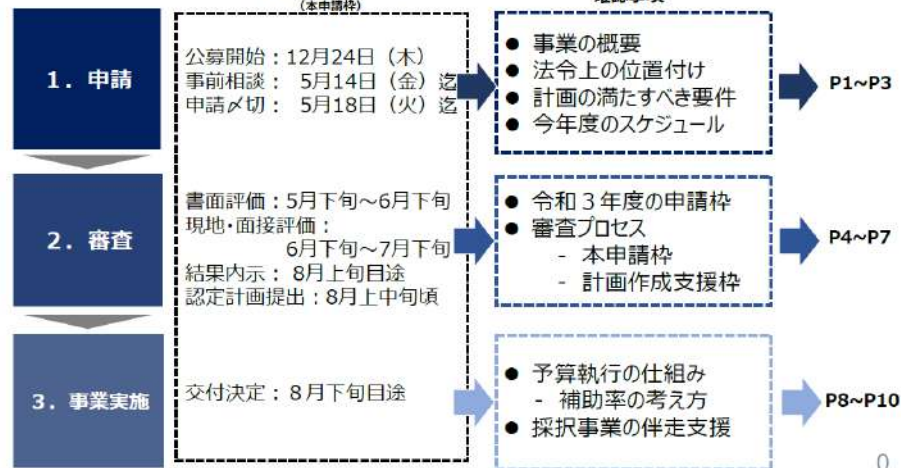 (本申請枠)
1. 申請
公募開始：12月24日（木）
事前相談： 5月14日（金）迄
申請〆切： 5月18日（火）迄
● 事業の概要
● 法令上の位置付け
● 計画の満たすべき要件
● 今年度のスケジュール
P1~P3
2. 審査
書面評価：5月下旬～6月下旬
現地・面接評価：
6月下旬～7月下旬
結果内示： 8月上旬目途
認定計画提出：8月上中旬頃
● 令和３年度の申請枠
● 審査プロセス
- 本申請枠
- 計画作成支援枠
P4~P7
3. 事業実施
交付決定： 8月下旬目途
● 予算執行の仕組み
- 補助率の考え方
● 採択事業の伴走支援
P8~P10
0